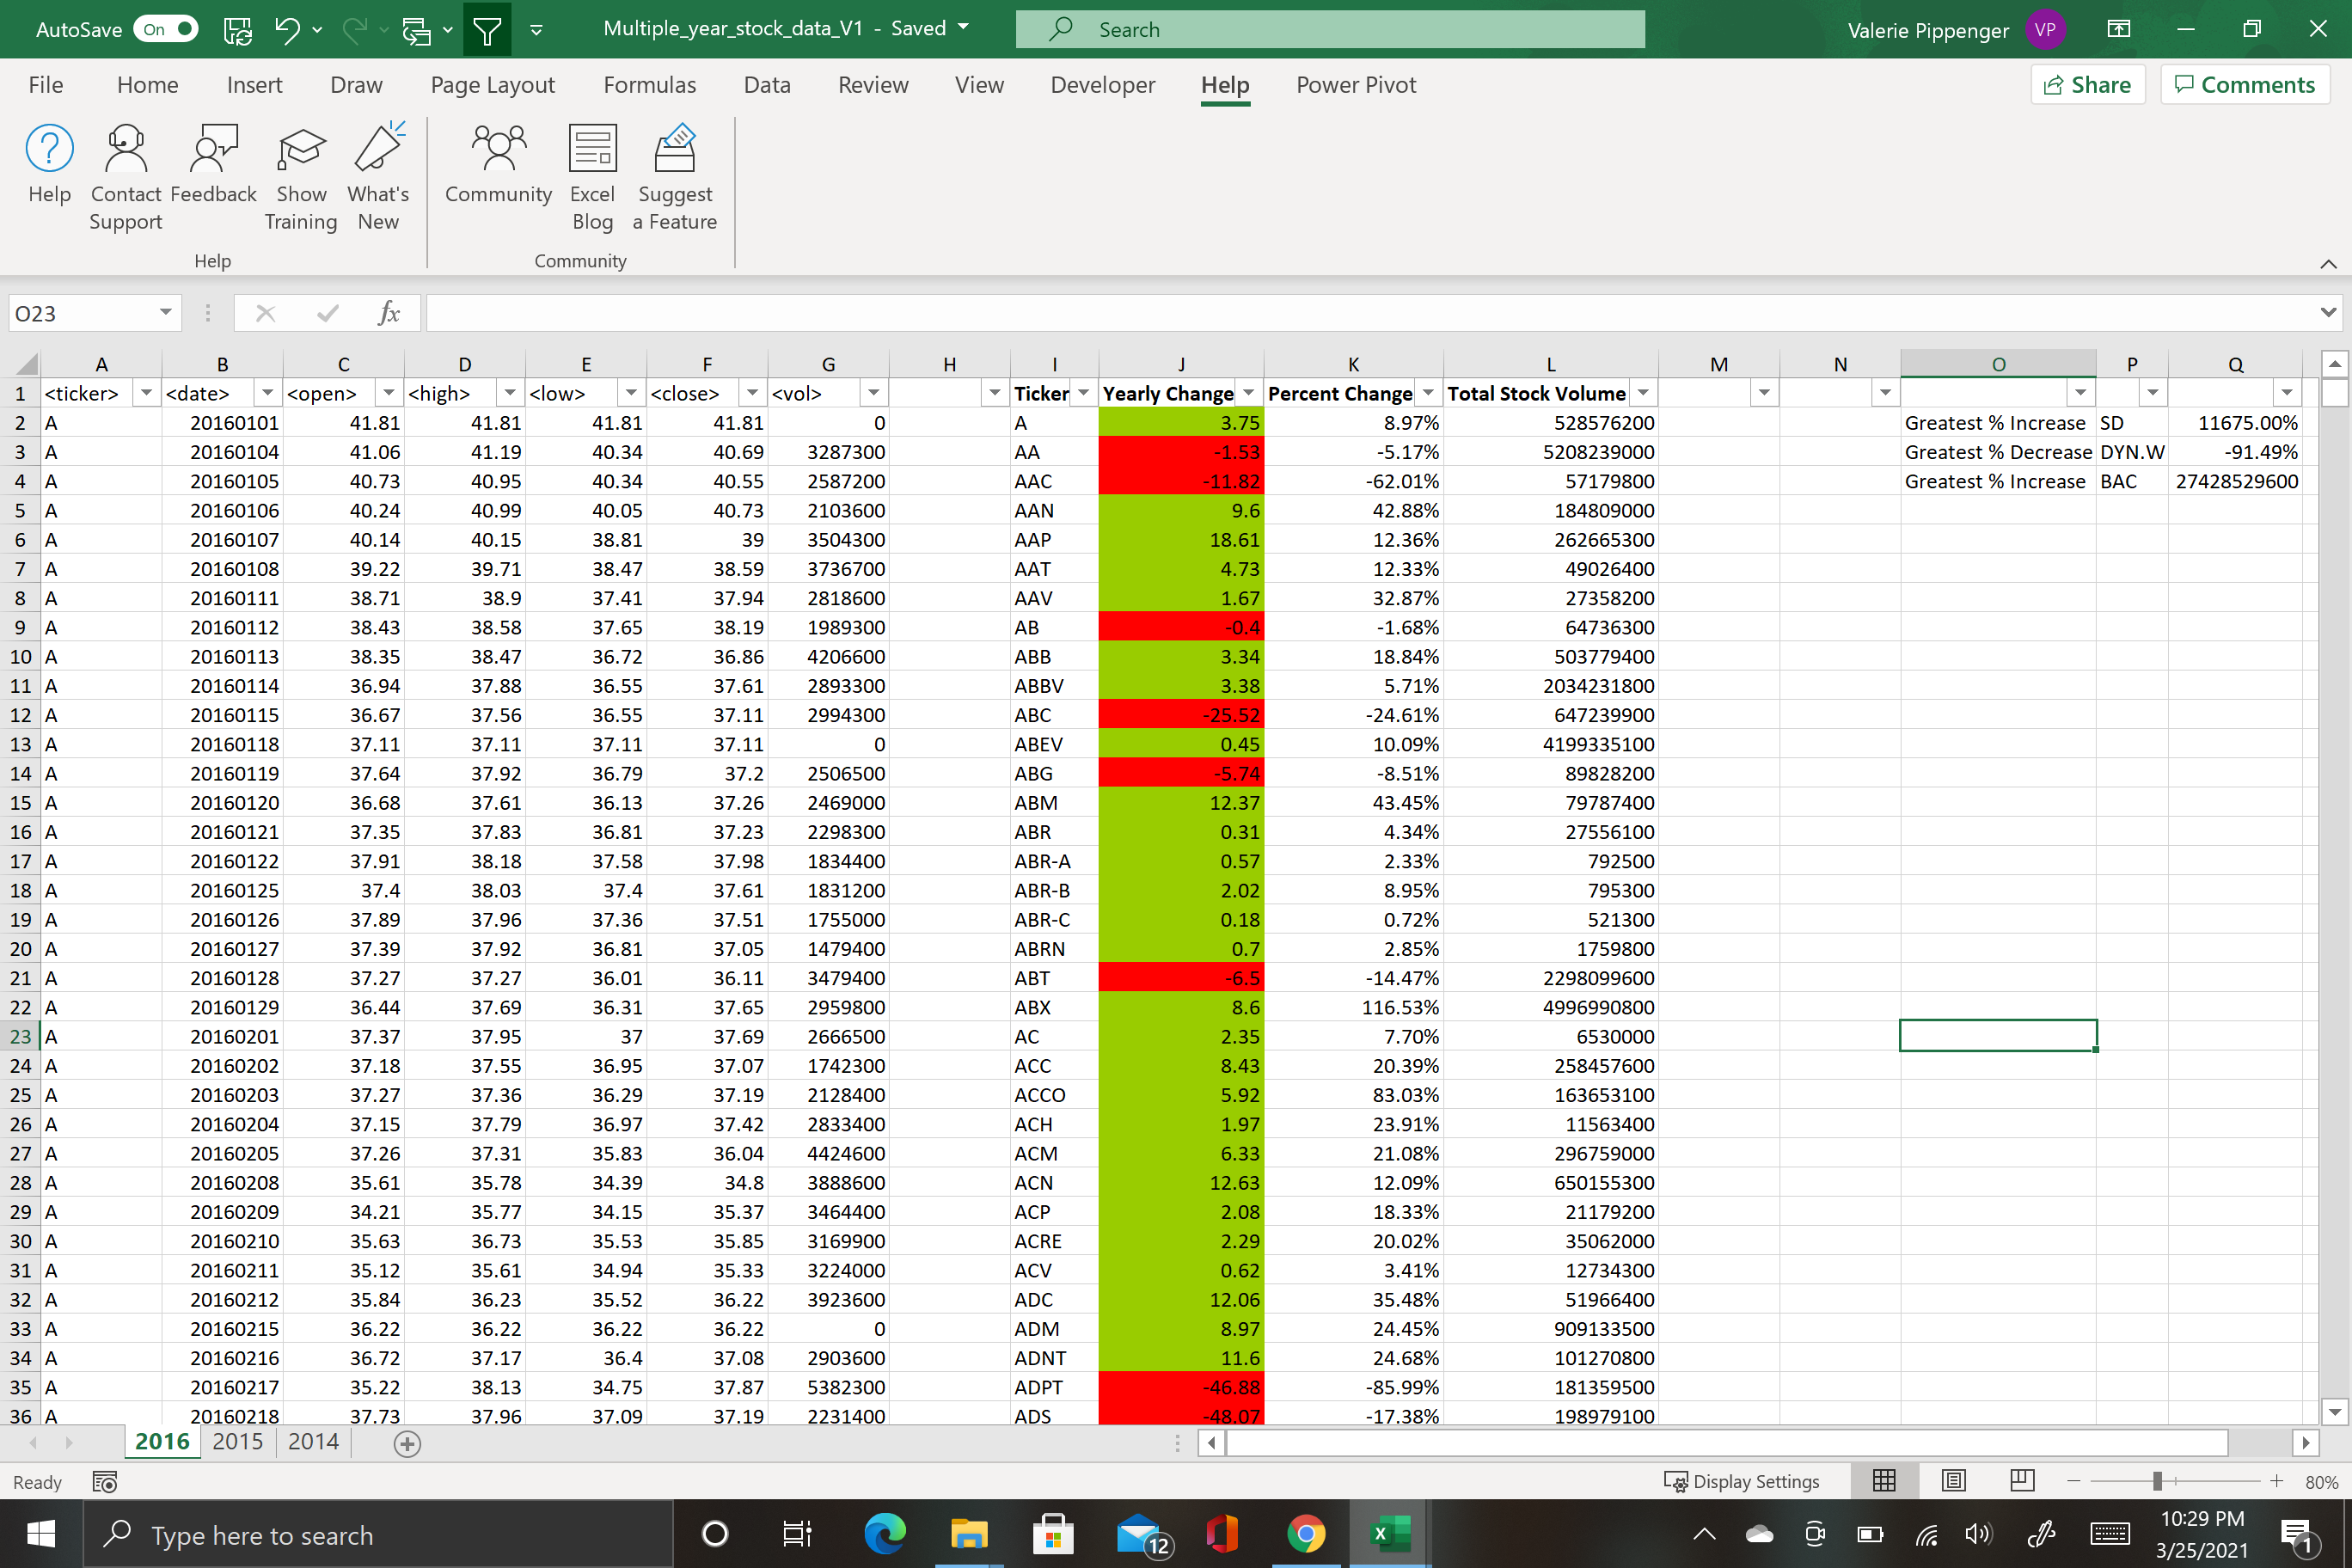 AutoSave On Multiple_year_stock_data_V1 - Saved Search Valerie Pippenger VP
File Home Insert Draw Page Layout Formulas Data Review View Developer Help Power Pivot Share Comments
Help Contact Support Feedback Show Training What's New Community Excel Blog Suggest a Feature
Help Community
O23 fx
A B C D E F G H I J K L M N O P Q
1 <ticker> <date> <open> <high> <low> <close> <vol> Ticker Yearly Change Percent Change Total Stock Volume
2 A 20160101 41.81 41.81 41.81 41.81 0 A 3.75 8.97% 528576200 Greatest % Increase SD 11675.00%
3 A 20160104 41.06 41.19 40.34 40.69 3287300 AA -1.53 -5.17% 5208239000 Greatest % Decrease DYN.W -91.49%
4 A 20160105 40.73 40.95 40.34 40.55 2587200 AAC -11.82 -62.01% 57179800 Greatest % Increase BAC 27428529600
5 A 20160106 40.24 40.99 40.05 40.73 2103600 AAN 9.6 42.88% 184809000
6 A 20160107 40.14 40.15 38.81 39 3504300 AAP 18.61 12.36% 262665300
7 A 20160108 39.22 39.71 38.47 38.59 3736700 AAT 4.73 12.33% 49026400
8 A 20160111 38.71 38.9 37.41 37.94 2818600 AAV 1.67 32.87% 27358200
9 A 20160112 38.43 38.58 37.65 38.19 1989300 AB -0.4 -1.68% 64736300
10 A 20160113 38.35 38.47 36.72 36.86 4206600 ABB 3.34 18.84% 503779400
11 A 20160114 36.94 37.88 36.55 37.61 2893300 ABBV 3.38 5.71% 2034231800
12 A 20160115 36.67 37.56 36.55 37.11 2994300 ABC -25.52 -24.61% 647239900
13 A 20160118 37.11 37.11 37.11 37.11 0 ABEV 0.45 10.09% 4199335100
14 A 20160119 37.64 37.92 36.79 37.2 2506500 ABG -5.74 -8.51% 89828200
15 A 20160120 36.68 37.61 36.13 37.26 2469000 ABM 12.37 43.45% 79787400
16 A 20160121 37.35 37.83 36.81 37.23 2298300 ABR 0.31 4.34% 27556100
17 A 20160122 37.91 38.18 37.58 37.98 1834400 ABR-A 0.57 2.33% 792500
18 A 20160125 37.4 38.03 37.4 37.61 1831200 ABR-B 2.02 8.95% 795300
19 A 20160126 37.89 37.96 37.36 37.51 1755000 ABR-C 0.18 0.72% 521300
20 A 20160127 37.39 37.92 36.81 37.05 1479400 ABRN 0.7 2.85% 1759800
21 A 20160128 37.27 37.27 36.01 36.11 3479400 ABT -6.5 -14.47% 2298099600
22 A 20160129 36.44 37.69 36.31 37.65 2959800 ABX 8.6 116.53% 4996990800
23 A 20160201 37.37 37.95 37 37.69 2666500 AC 2.35 7.70% 6530000
24 A 20160202 37.18 37.55 36.95 37.07 1742300 ACC 8.43 20.39% 258457600
25 A 20160203 37.27 37.36 36.29 37.19 2128400 ACCO 5.92 83.03% 163653100
26 A 20160204 37.15 37.79 36.97 37.42 2833400 ACH 1.97 23.91% 11563400
27 A 20160205 37.26 37.31 35.83 36.04 4424600 ACM 6.33 21.08% 296759000
28 A 20160208 35.61 35.78 34.39 34.8 3888600 ACN 12.63 12.09% 650155300
29 A 20160209 34.21 35.77 34.15 35.37 3464400 ACP 2.08 18.33% 21179200
30 A 20160210 35.63 36.73 35.53 35.85 3169900 ACRE 2.29 20.02% 35062000
31 A 20160211 35.12 35.61 34.94 35.33 3224000 ACV 0.62 3.41% 12734300
32 A 20160212 35.84 36.23 35.52 36.22 3923600 ADC 12.06 35.48% 51966400
33 A 20160215 36.22 36.22 36.22 36.22 0 ADM 8.97 24.45% 909133500
34 A 20160216 36.72 37.17 36.4 37.08 2903600 ADNT 11.6 24.68% 101270800
35 A 20160217 35.22 38.13 34.75 37.87 5382300 ADPT -46.88 -85.99% 181359500
36 A 20160218 37.73 37.96 37.09 37.19 2231400 ADS -48.07 -17.38% 198979100
2016 2015 2014
Ready Display Settings 80%
Type here to search 12 10:29 PM
3/25/2021 1